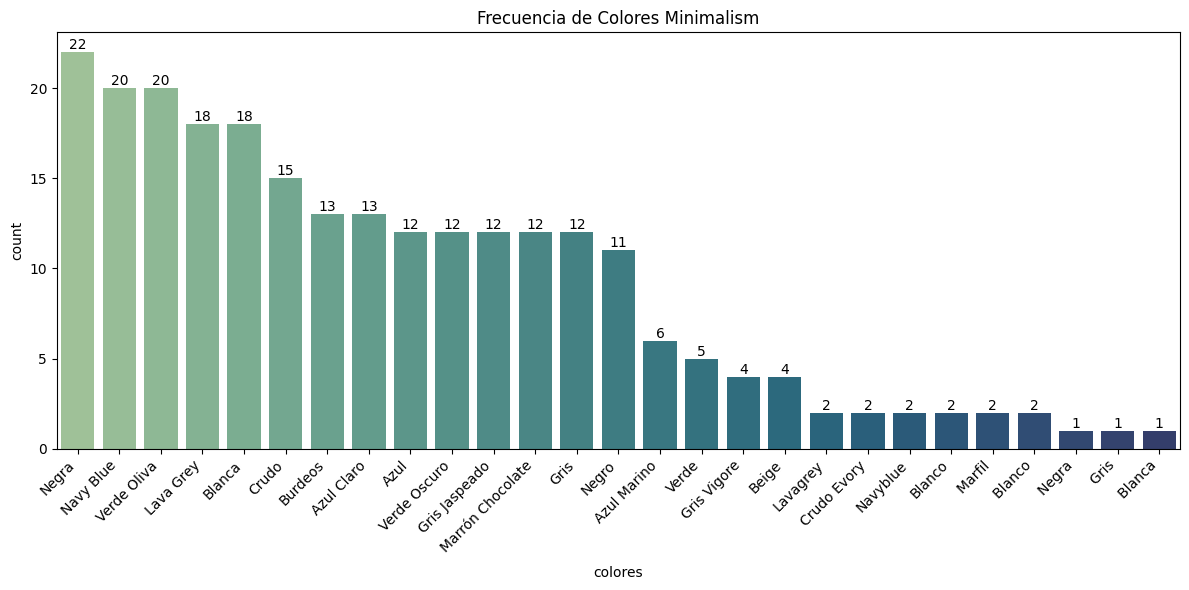 Frecuencia de Colores Minimalism
count
20
15
10
5
0
22
20
20
18
18
15
13
13
12
12
12
12
12
11
6
5
4
4
2
2
2
2
2
2
1
1
1
Negra
Navy Blue
Verde Oliva
Lava Grey
Blanca
Crudo
Burdeos
Azul Claro
Azul
Verde Oscuro
Gris Jaspeado
Marrón Chocolate
Gris
Negro
Azul Marino
Verde
Gris Vigore
Beige
Lavagrey
Crudo Evory
Navyblue
Blanco
Marfil
Blanco
Negra
Gris
Blanca
colores